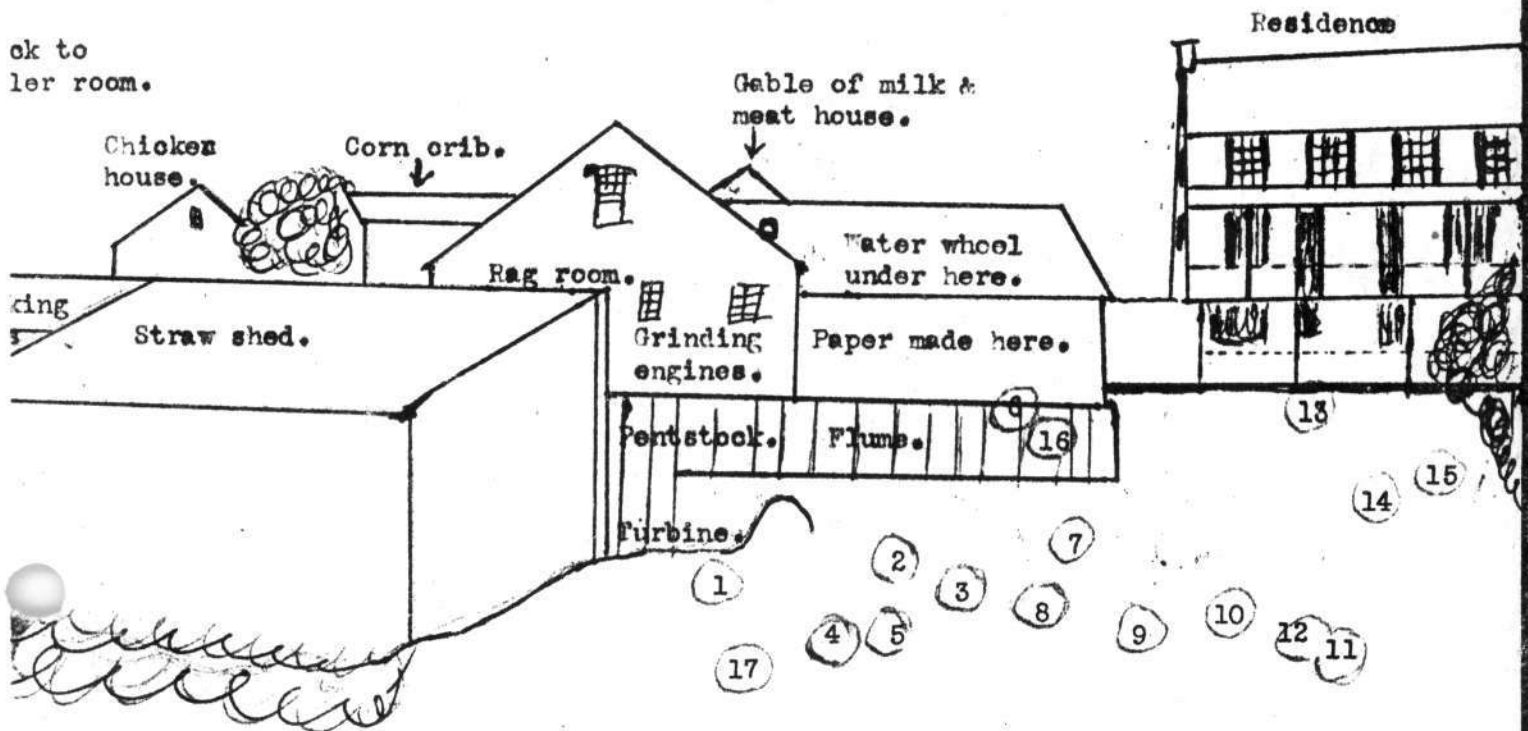 Residence
ck to
ler room.
Gable of milk &
meat house.
Chicken
house.
Corn crib.
Water wheel
under here.
Rag room.
king
s
Straw shed.
Grinding
engines.
Paper made here.
Pentstock.
Flume.
6
16
13
15
14
Turbine.
7
2
1
3
8
10
4
5
9
12
11
17